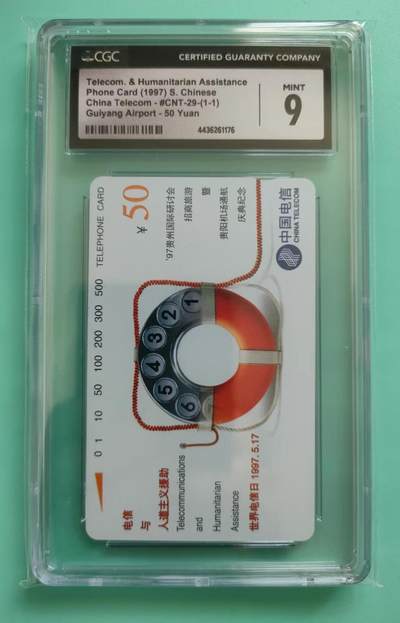 CGC
CERTIFIED GUARANTY COMPANY
Telecom. & Humanitarian Assistance
Phone Card (1997) S. Chinese
China Telecom - #CNT-29-(1-1)
Guiyang Airport - 50 Yuan
MINT
9
4436261176
中国电信
CHINA TELECOM
'97贵州国际研讨会
招商旅游
暨
贵阳机场通航
庆典纪念
¥50
TELEPHONE CARD
0 1 10 50 100 200 300 500
1
2
3
4
5
6
电信
与
人道主义援助
Telecommunications
and
Humanitarian
Assistance
世界电信日 1997. 5.17